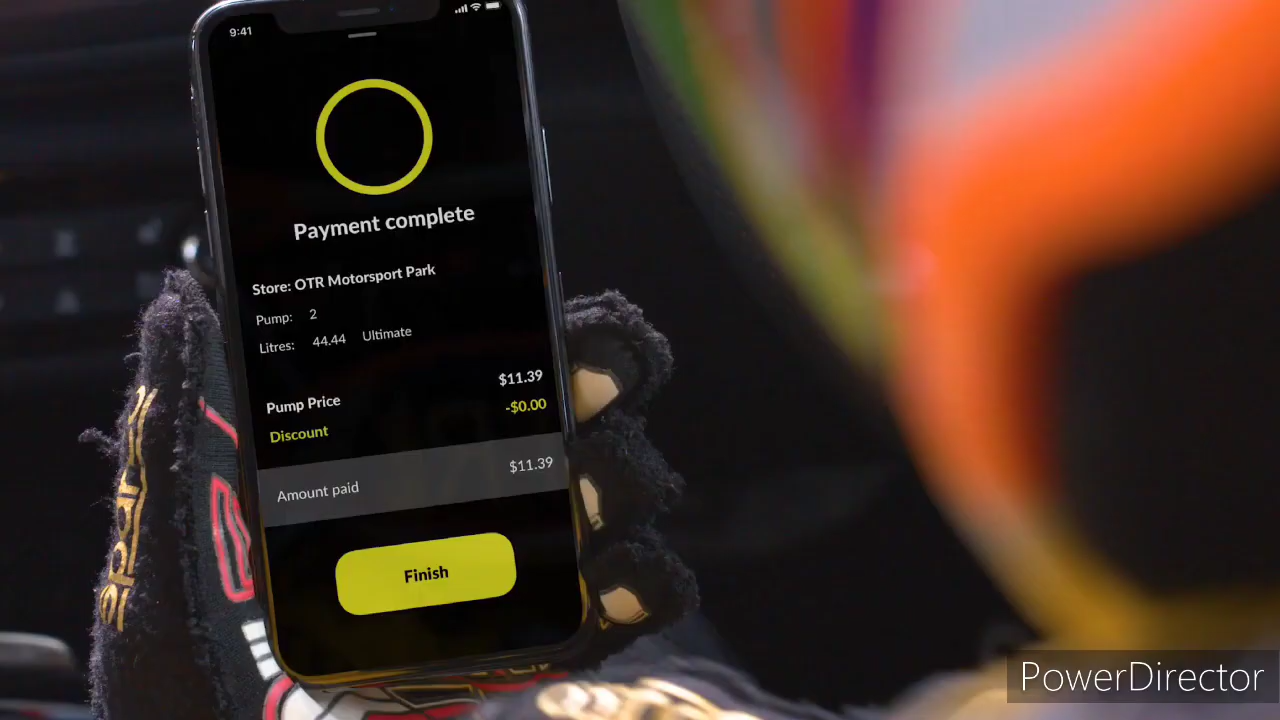 9:41
Payment complete
Store: OTR Motorsport Park
Pump: 2
Litres: 44.44 Ultimate
Pump Price $11.39
Discount -$0.00
Amount paid $11.39
Finish
PowerDirector